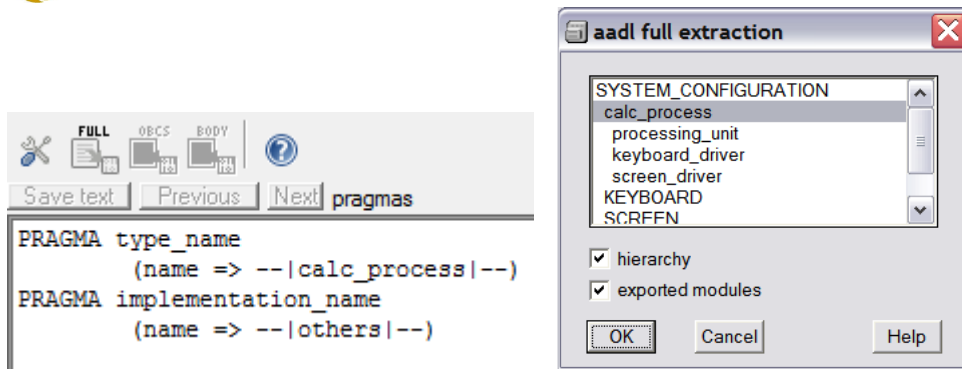 FULL OBCS BODY
Save text Previous Next pragmas
PRAGMA type_name
(name => --|calc_process|--)
PRAGMA implementation_name
(name => --|others|--)
aadl full extraction
SYSTEM_CONFIGURATION
calc_process
processing_unit
keyboard_driver
screen_driver
KEYBOARD
SCREEN
hierarchy
exported modules
OK Cancel Help